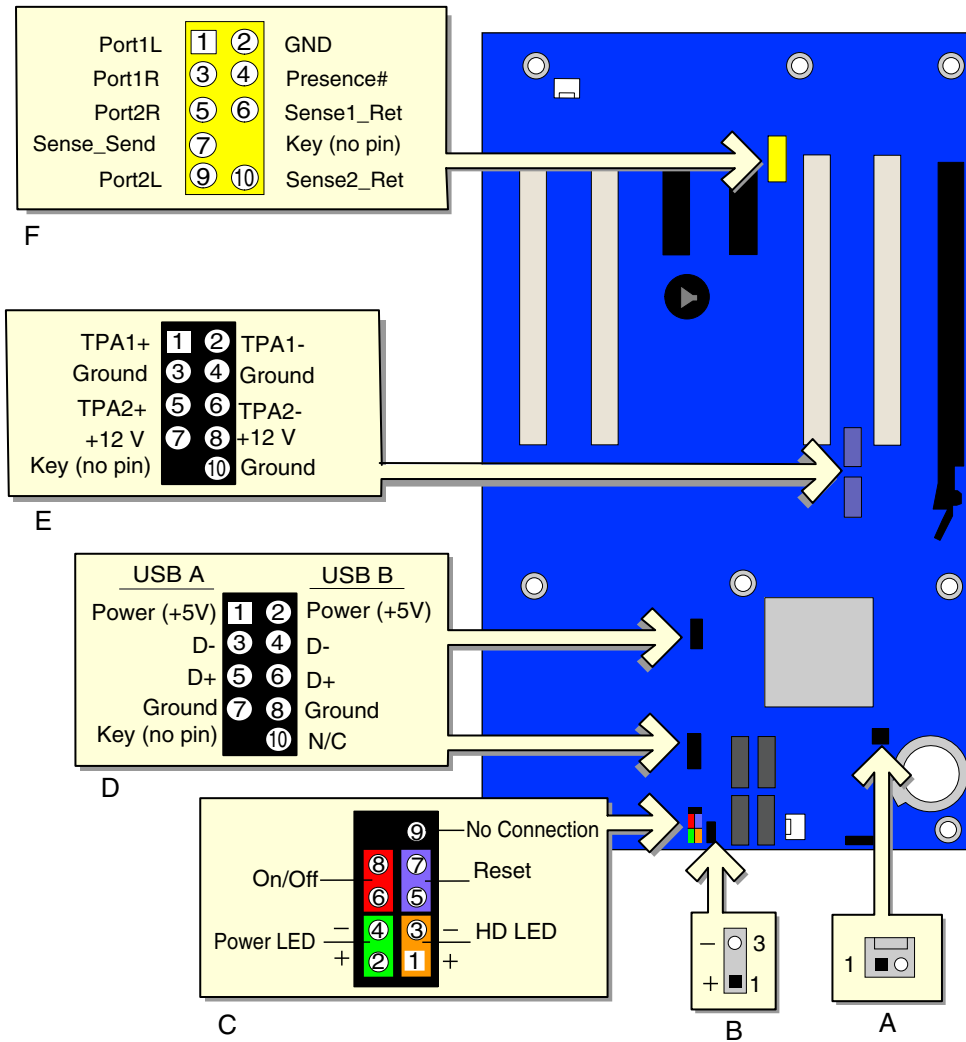 Port1L 1 2 GND
Port1R 3 4 Presence#
Port2R 5 6 Sense1_Ret
Sense_Send 7 Key (no pin)
Port2L 9 10 Sense2_Ret
F
TPA1+ 1 2 TPA1-
Ground 3 4 Ground
TPA2+ 5 6 TPA2-
+12 V 7 8 +12 V
Key (no pin) 10 Ground
E
USB A USB B
Power (+5V) 1 2 Power (+5V)
D- 3 4 D-
D+ 5 6 D+
Ground 7 8 Ground
Key (no pin) 10 N/C
D
9 No Connection
On/Off 8 7 Reset
6 5
Power LED − 4 3 − HD LED
+ 2 1 +
C
− 3
+ 1
B
1
A